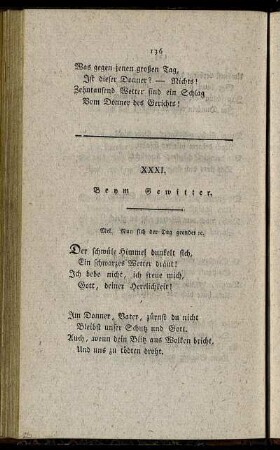 136
Was gegen jenen großen Tag,
Ist dieser Donner? — Nichts!
Zehntausend Wetter sind ein Schlag
Vom Donner des Gerichts!
XXXI.
Beym Gewitter.
Mel. Nun sich der Tag geendet ꝛc.
Der schwüle Himmel dunkelt sich,
Ein schwarzes Wetter dräut!
Ich bebe nicht, ich freue mich,
Gott, deiner Herrlichkeit!
Im Donner, Vater, zürnst du nicht
Bleibst unser Schutz und Gott.
Auch, wenn dein Blitz aus Wolken bricht,
Und uns zu tödten droht.